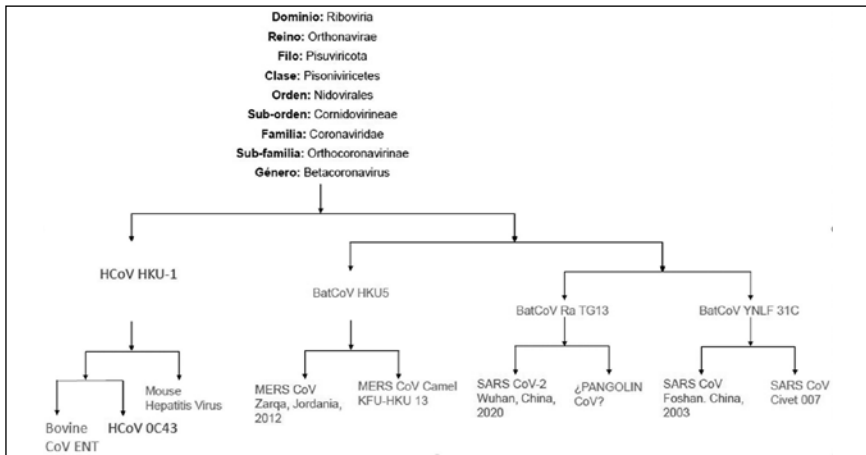 Dominio: Riboviria
Reino: Orthonavirae
Filo: Pisuviricota
Clase: Pisoniviricetes
Orden: Nidovirales
Sub-orden: Cornidovirineae
Familia: Coronaviridae
Sub-familia: Orthocoronavirinae
Género: Betacoronavirus
HCoV HKU-1
BatCoV HKU5
BatCoV Ra TG13
BatCoV YNLF 31C
Bovine
CoV ENT
HCoV 0C43
Mouse
Hepatitis Virus
MERS CoV
Zarqa, Jordania,
2012
MERS CoV Camel
KFU-HKU 13
SARS CoV-2
Wuhan, China,
2020
¿PANGOLIN
CoV?
SARS CoV
Foshan. China,
2003
SARS CoV
Civet 007